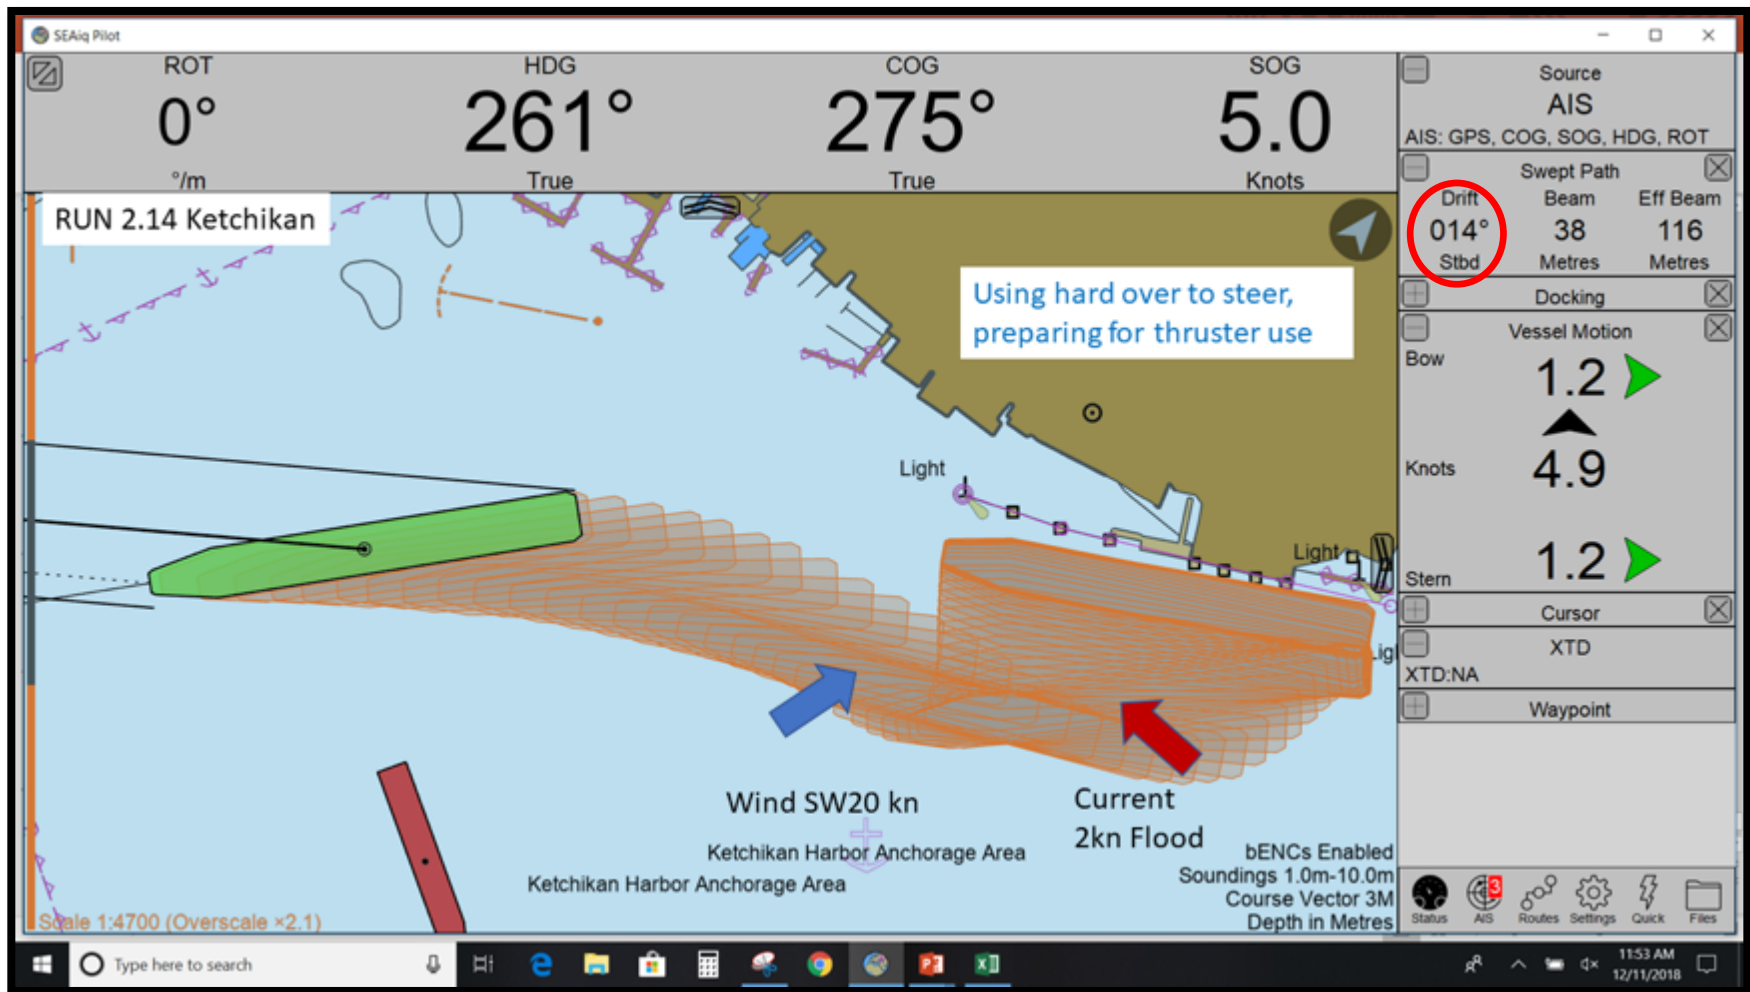 SEAiq Pilot
ROT
HDG
COG
SOG
0°
261°
275°
5.0
°/m
True
True
Knots
Source
AIS
AIS: GPS, COG, SOG, HDG, ROT
Swept Path
Drift
Beam
Eff Beam
014°
38
116
Stbd
Metres
Metres
Docking
Vessel Motion
Bow
1.2
Knots
4.9
Stern
1.2
Cursor
XTD
XTD:NA
Waypoint
RUN 2.14 Ketchikan
Using hard over to steer,
preparing for thruster use
Light
Light
Ligl
Wind SW20 kn
Current
2kn Flood
Ketchikan Harbor Anchorage Area
Ketchikan Harbor Anchorage Area
bENCs Enabled
Soundings 1.0m-10.0m
Course Vector 3M
Depth in Metres
Scale 1:4700 (Overscale ×2.1)
3
Status
AIS
Routes
Settings
Quick
Files
Type here to search
11:53 AM
12/11/2018